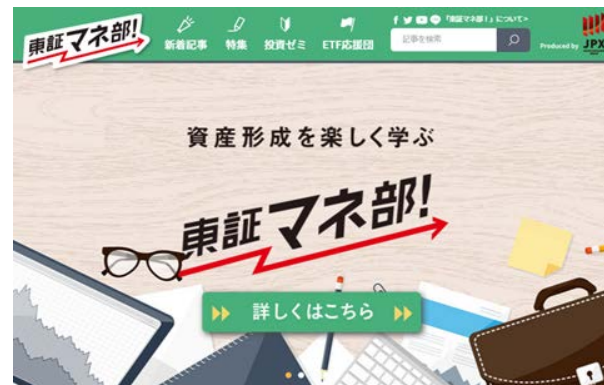 東証マネ部!
新着記事 特集 投資ゼミ ETF応援団
「東証マネ部!」について>
記事を検索
Produced by JPX
資産形成を楽しく学ぶ
東証マネ部!
詳しくはこちら